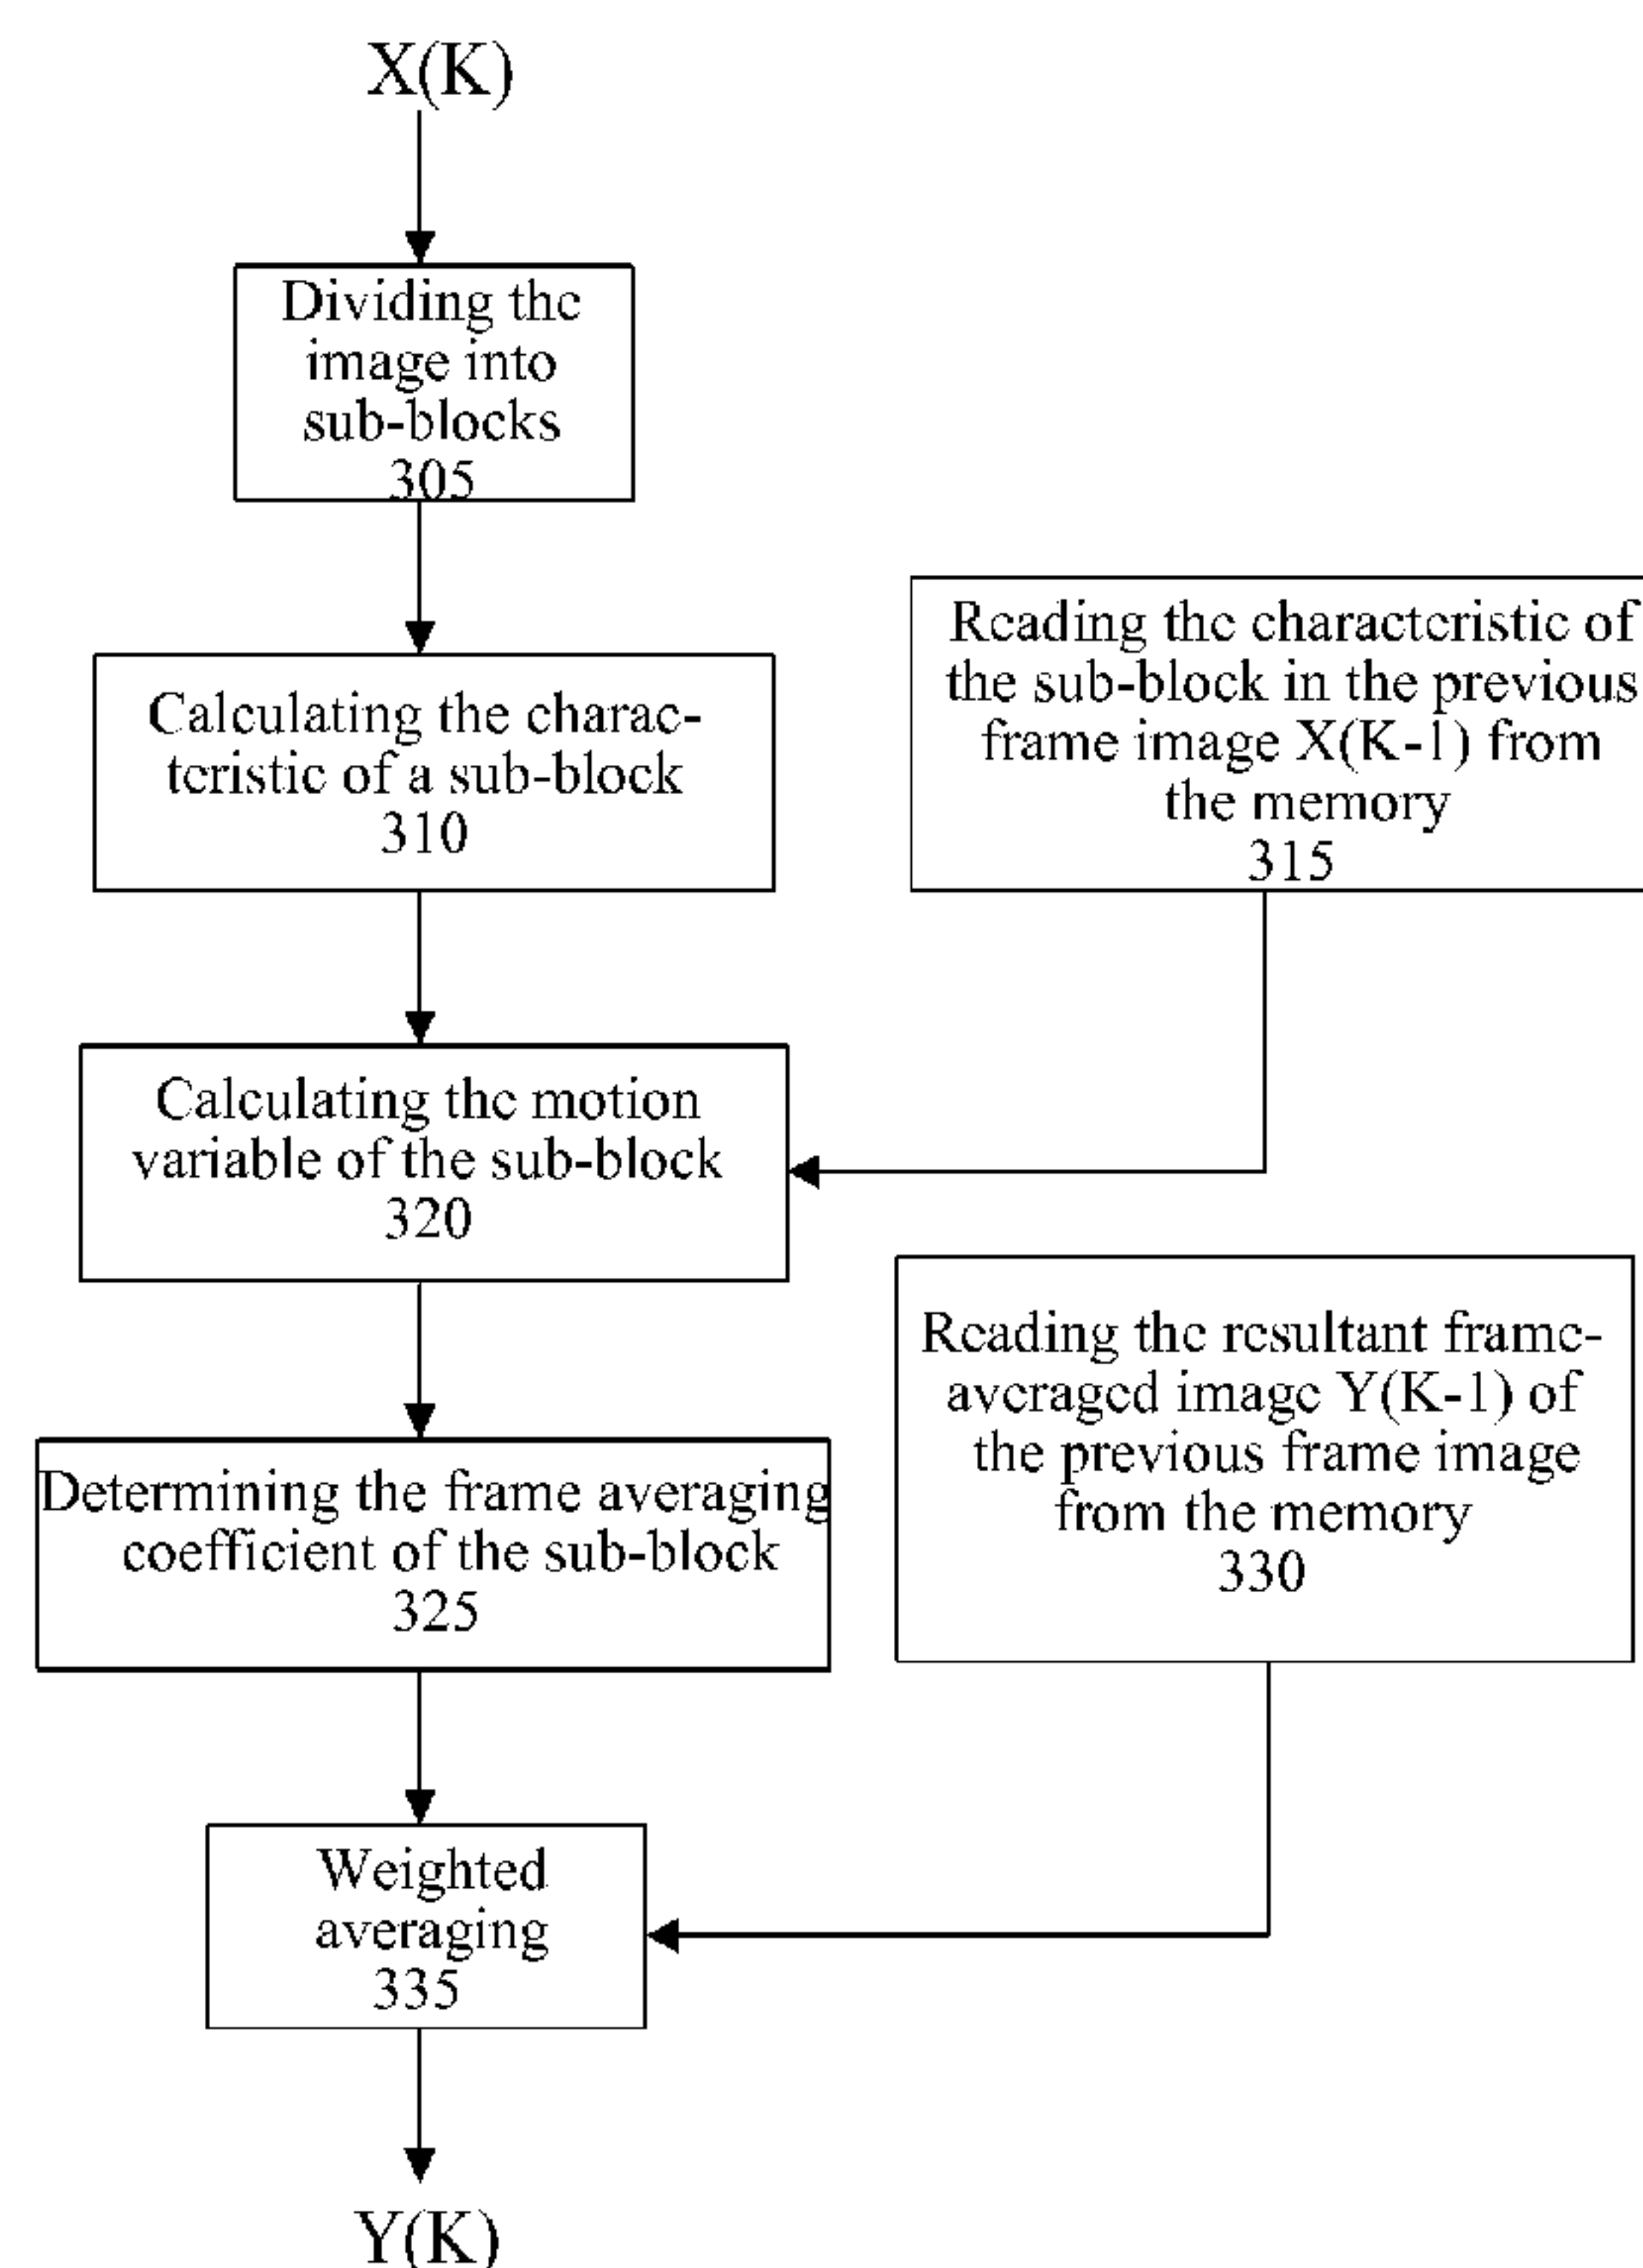 X(K)
Dividing the
image into
sub-blocks
305
Calculating the charac-
teristic of a sub-block
310
Reading the characteristic of
the sub-block in the previous
frame image X(K-1) from
the memory
315
Calculating the motion
variable of the sub-block
320
Reading the resultant frame-
averaged image Y(K-1) of
the previous frame image
from the memory
330
Determining the frame averaging
coefficient of the sub-block
325
Weighted
averaging
335
Y(K)